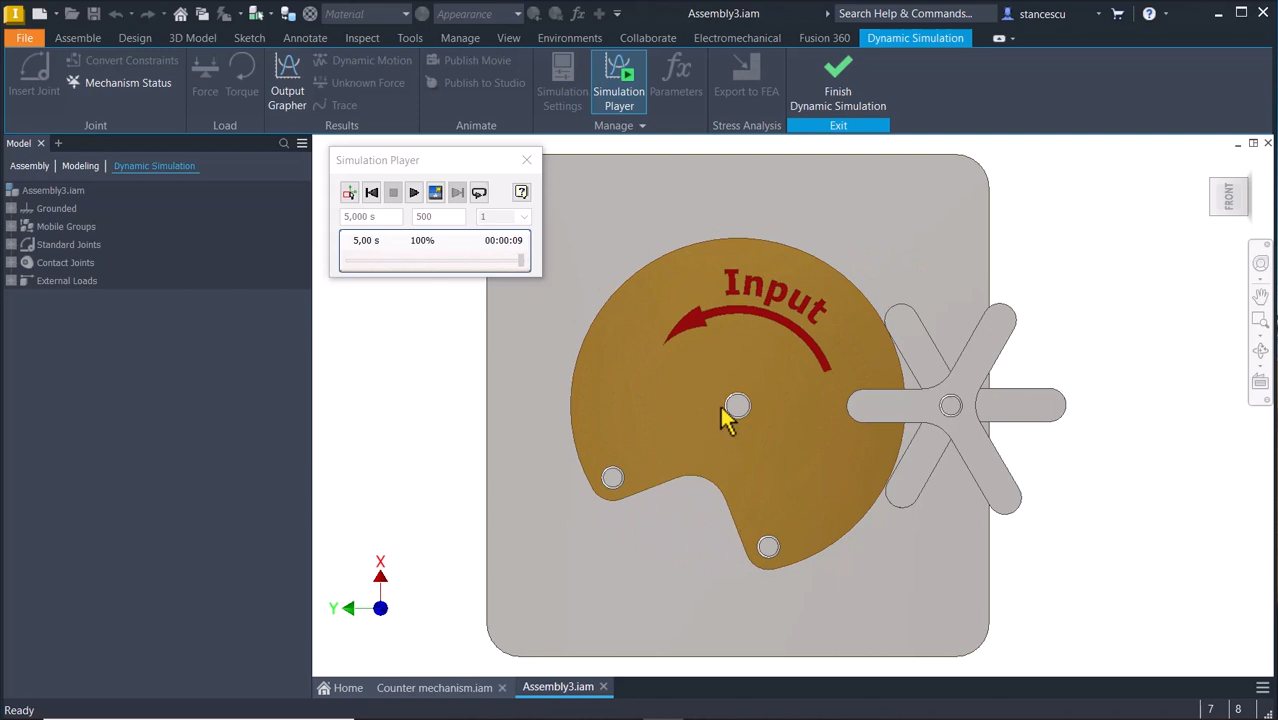 Material
Appearance
Assembly3.iam
Search Help & Commands...
stancescu
File
Assemble
Design
3D Model
Sketch
Annotate
Inspect
Tools
Manage
View
Environments
Collaborate
Electromechanical
Fusion 360
Dynamic Simulation
Insert Joint
Convert Constraints
Mechanism Status
Joint
Force
Torque
Load
Output
Grapher
Dynamic Motion
Unknown Force
Trace
Results
Publish Movie
Publish to Studio
Animate
Simulation
Settings
Simulation
Player
Parameters
Manage
Export to FEA
Stress Analysis
Finish
Dynamic Simulation
Exit
Model
Assembly
Modeling
Dynamic Simulation
Assembly3.iam
Grounded
Mobile Groups
Standard Joints
Contact Joints
External Loads
Simulation Player
5,000 s
500
1
5,00 s
100%
00:00:09
FRONT
Input
X
Y
Home
Counter mechanism.iam
Assembly3.iam
Ready
7
8